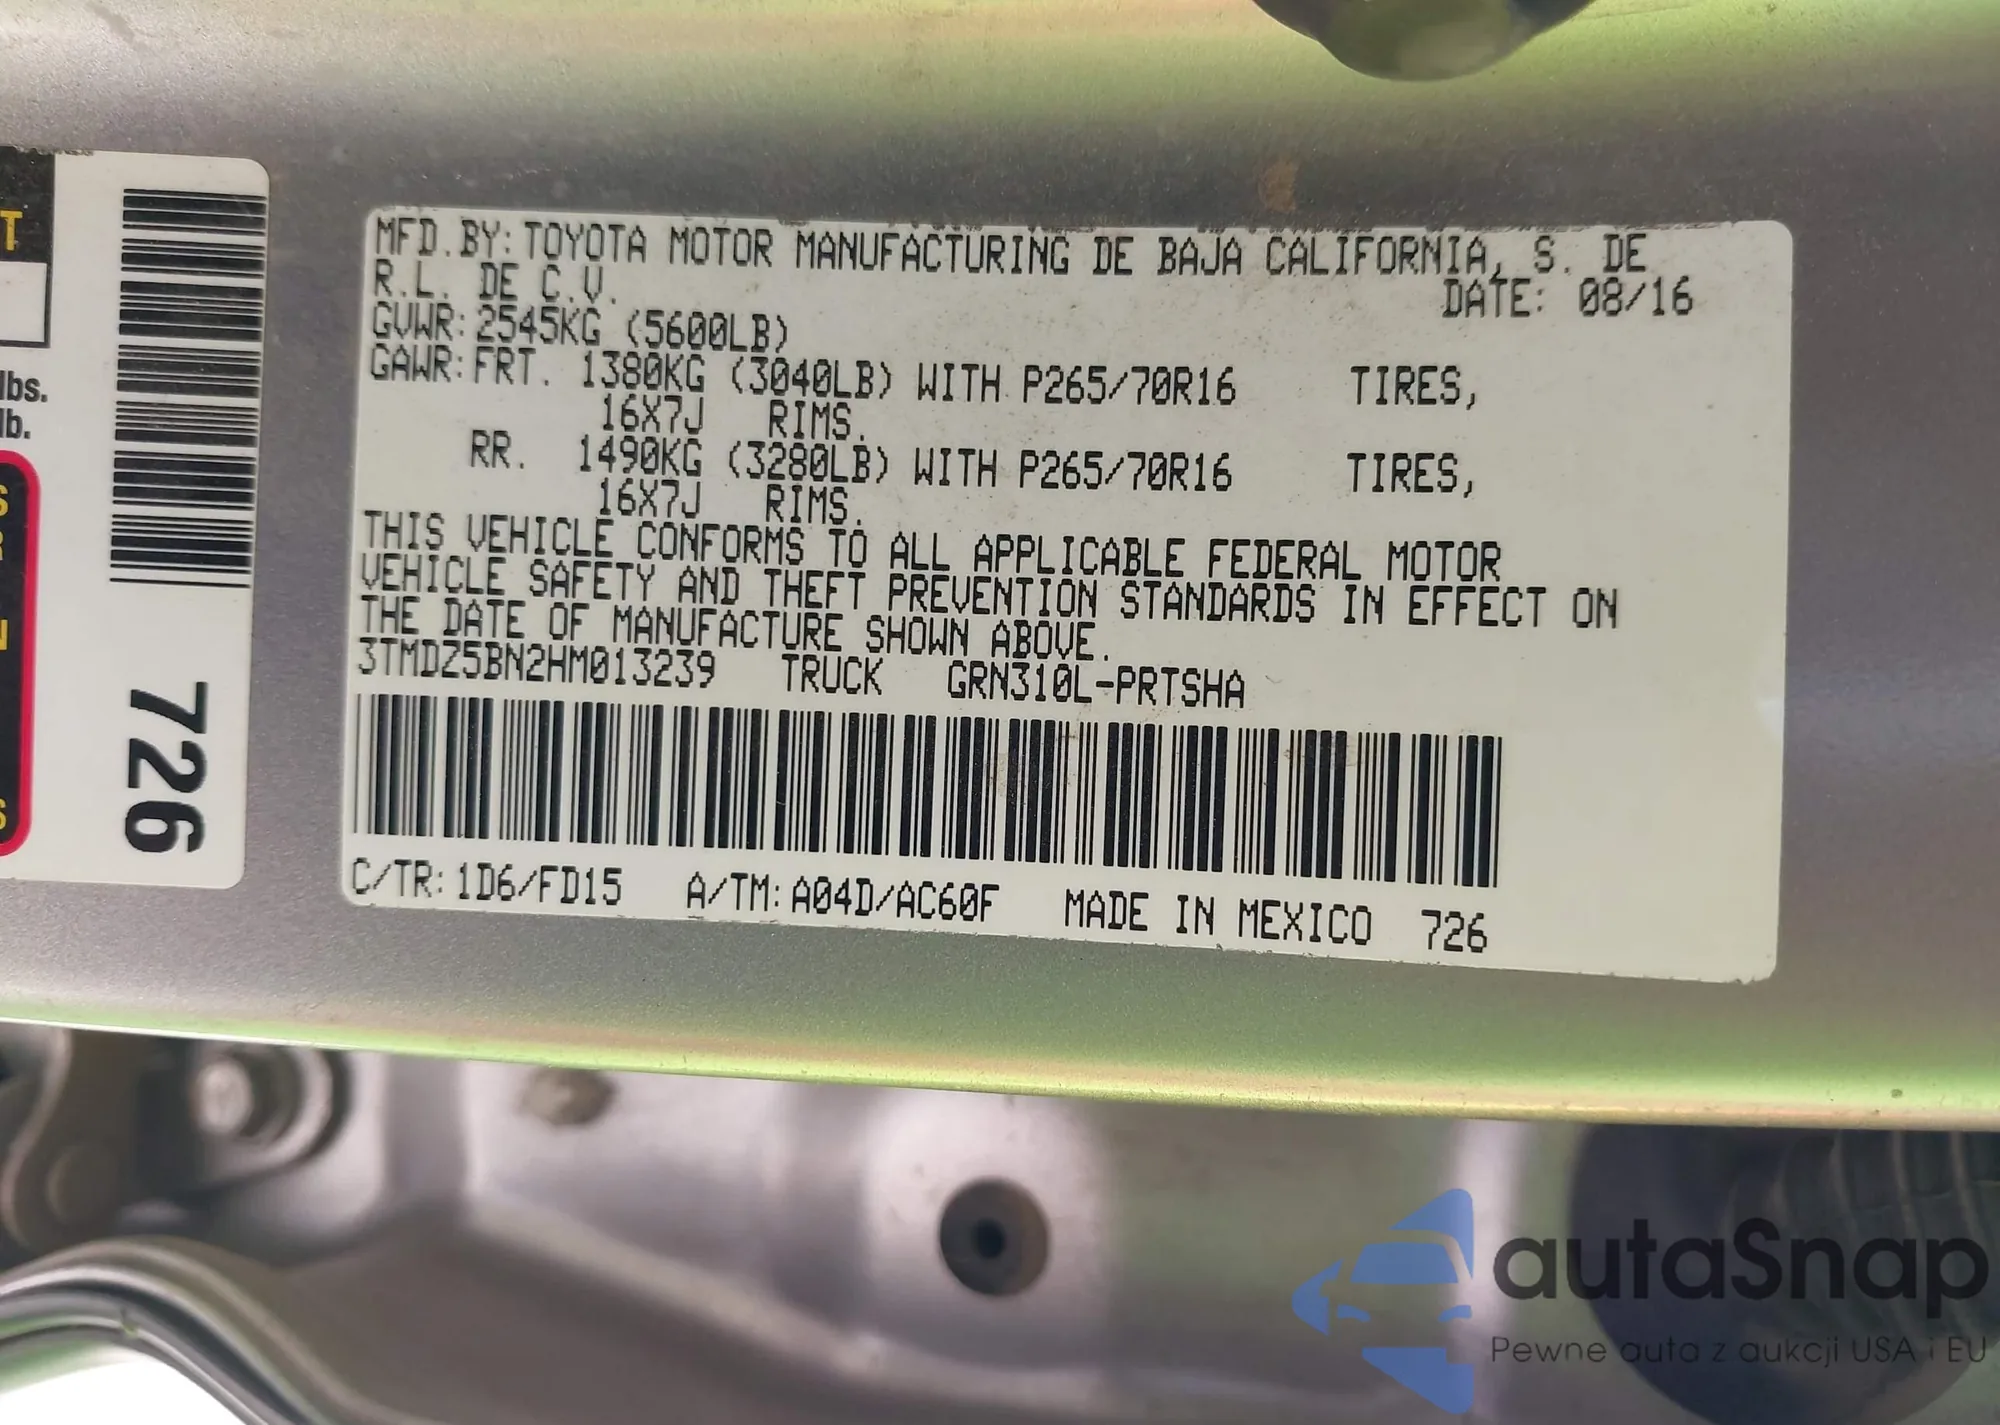 T
lbs.
lb.
S
N
S
726
MFD.BY: TOYOTA MOTOR MANUFACTURING DE BAJA CALIFORNIA, S. DE
R.L. DE C.V.
DATE: 08/16
GVWR: 2545KG (5600LB)
GAWR: FRT. 1380KG (3040LB) WITH P265/70R16 TIRES,
16X7J RIMS.
RR. 1490KG (3280LB) WITH P265/70R16 TIRES,
16X7J RIMS.
THIS VEHICLE CONFORMS TO ALL APPLICABLE FEDERAL MOTOR
VEHICLE SAFETY AND THEFT PREVENTION STANDARDS IN EFFECT ON
THE DATE OF MANUFACTURE SHOWN ABOVE.
3TMDZ5BN2HM013239 TRUCK GRN310L-PRTSHA
C/TR: 1D6/FD15 A/TM: A04D/AC60F MADE IN MEXICO 726
autaSnap
Pewne auta z aukcji USA i EU